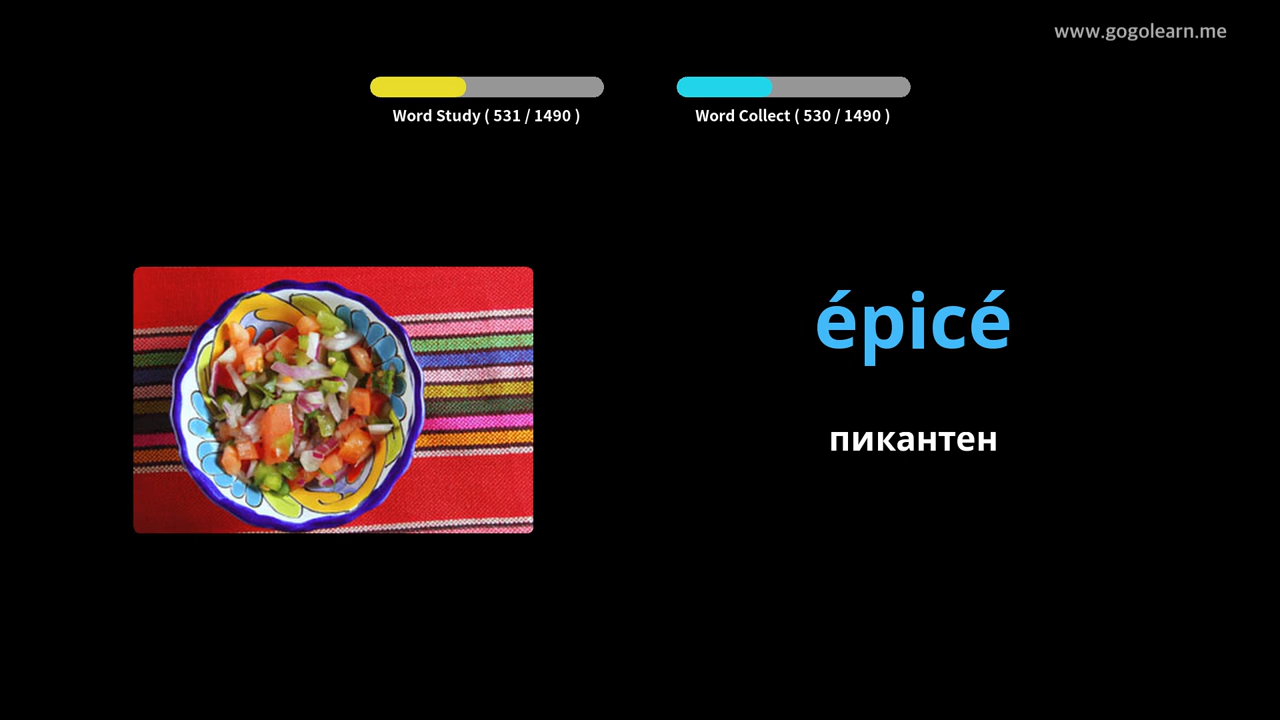 www.gogolearn.me
Word Study ( 531 / 1490 )
Word Collect ( 530 / 1490 )
épicé
пикантен